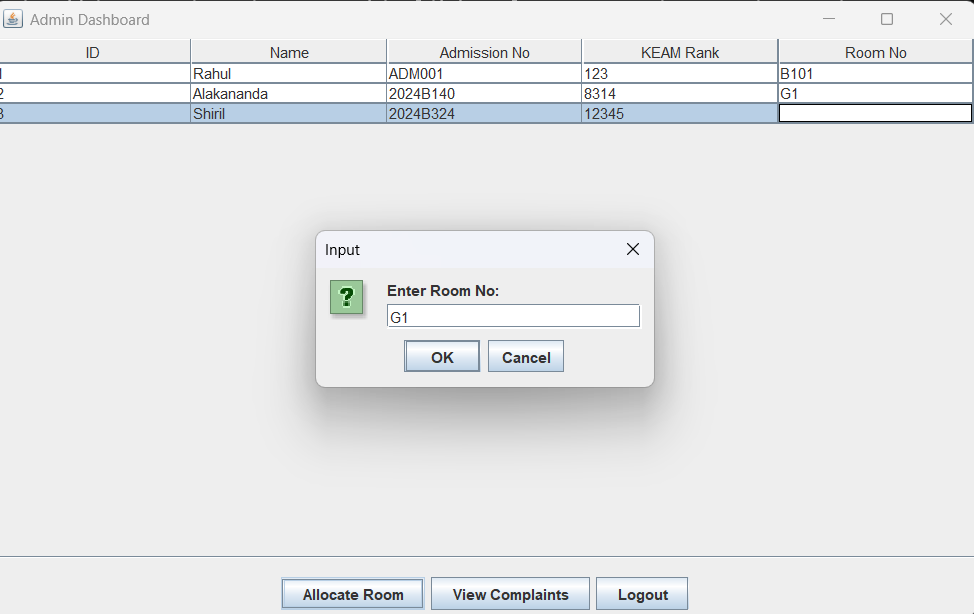 Admin Dashboard
ID Name Admission No KEAM Rank Room No
1 Rahul ADM001 123 B101
2 Alakananda 2024B140 8314 G1
3 Shiril 2024B324 12345
Input
Enter Room No:
G1
OK Cancel
Allocate Room View Complaints Logout